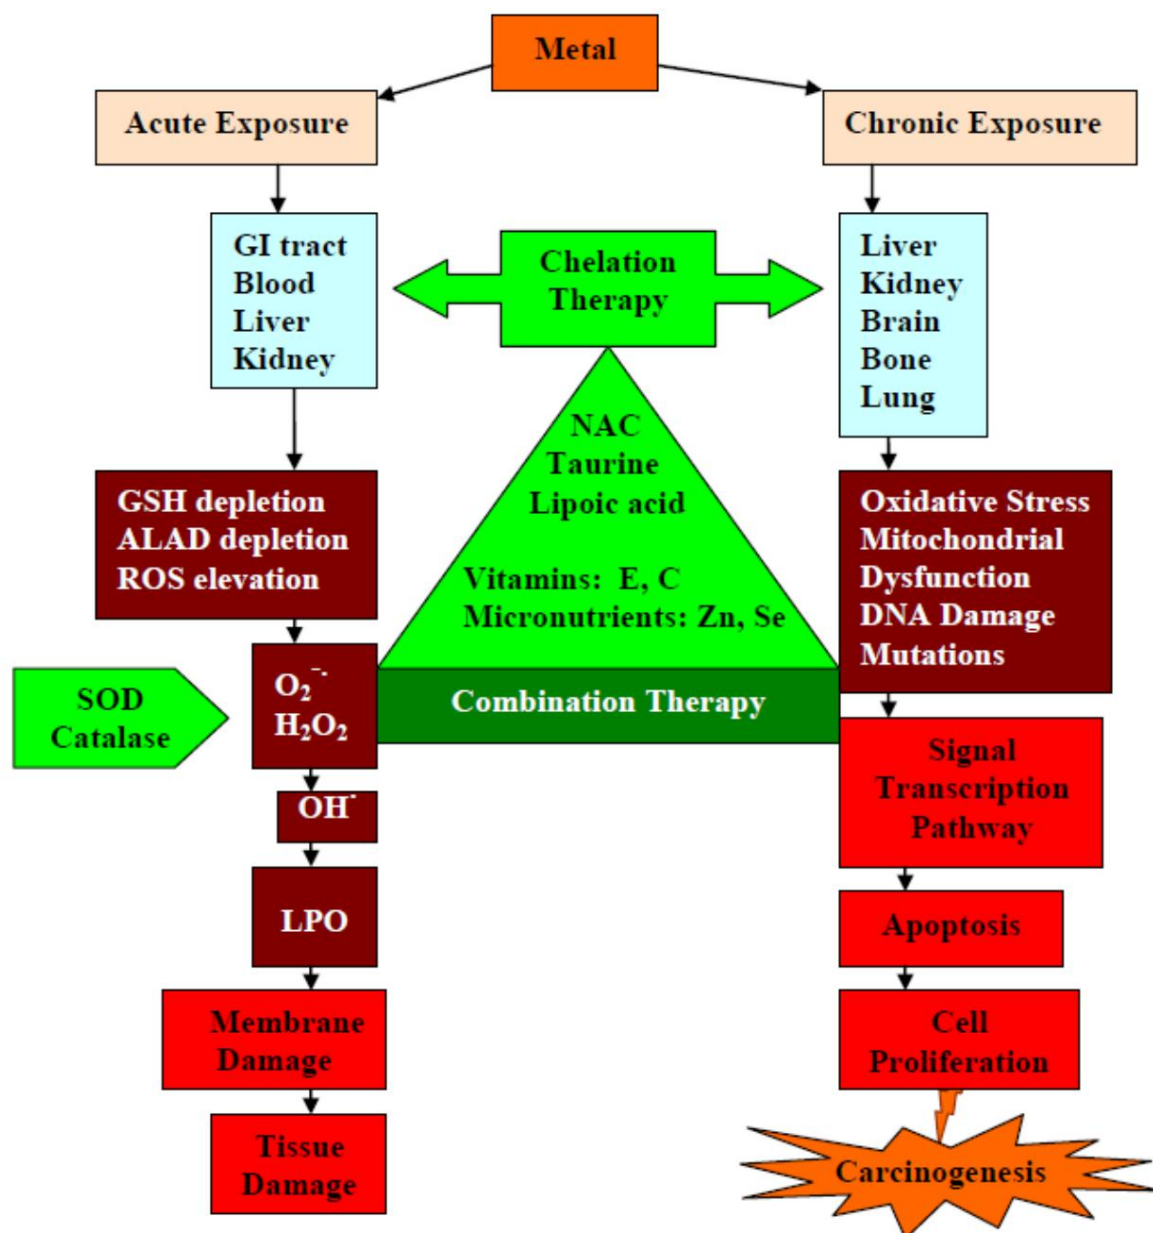 Metal
Acute Exposure
Chronic Exposure
GI tract
Blood
Liver
Kidney
Chelation
Therapy
Liver
Kidney
Brain
Bone
Lung
NAC
Taurine
Lipoic acid
Vitamins: E, C
Micronutrients: Zn, Se
Combination Therapy
GSH depletion
ALAD depletion
ROS elevation
Oxidative Stress
Mitochondrial
Dysfunction
DNA Damage
Mutations
SOD
Catalase
O₂⁻·
H₂O₂
OH·
LPO
Membrane
Damage
Tissue
Damage
Signal
Transcription
Pathway
Apoptosis
Cell
Proliferation
Carcinogenesis